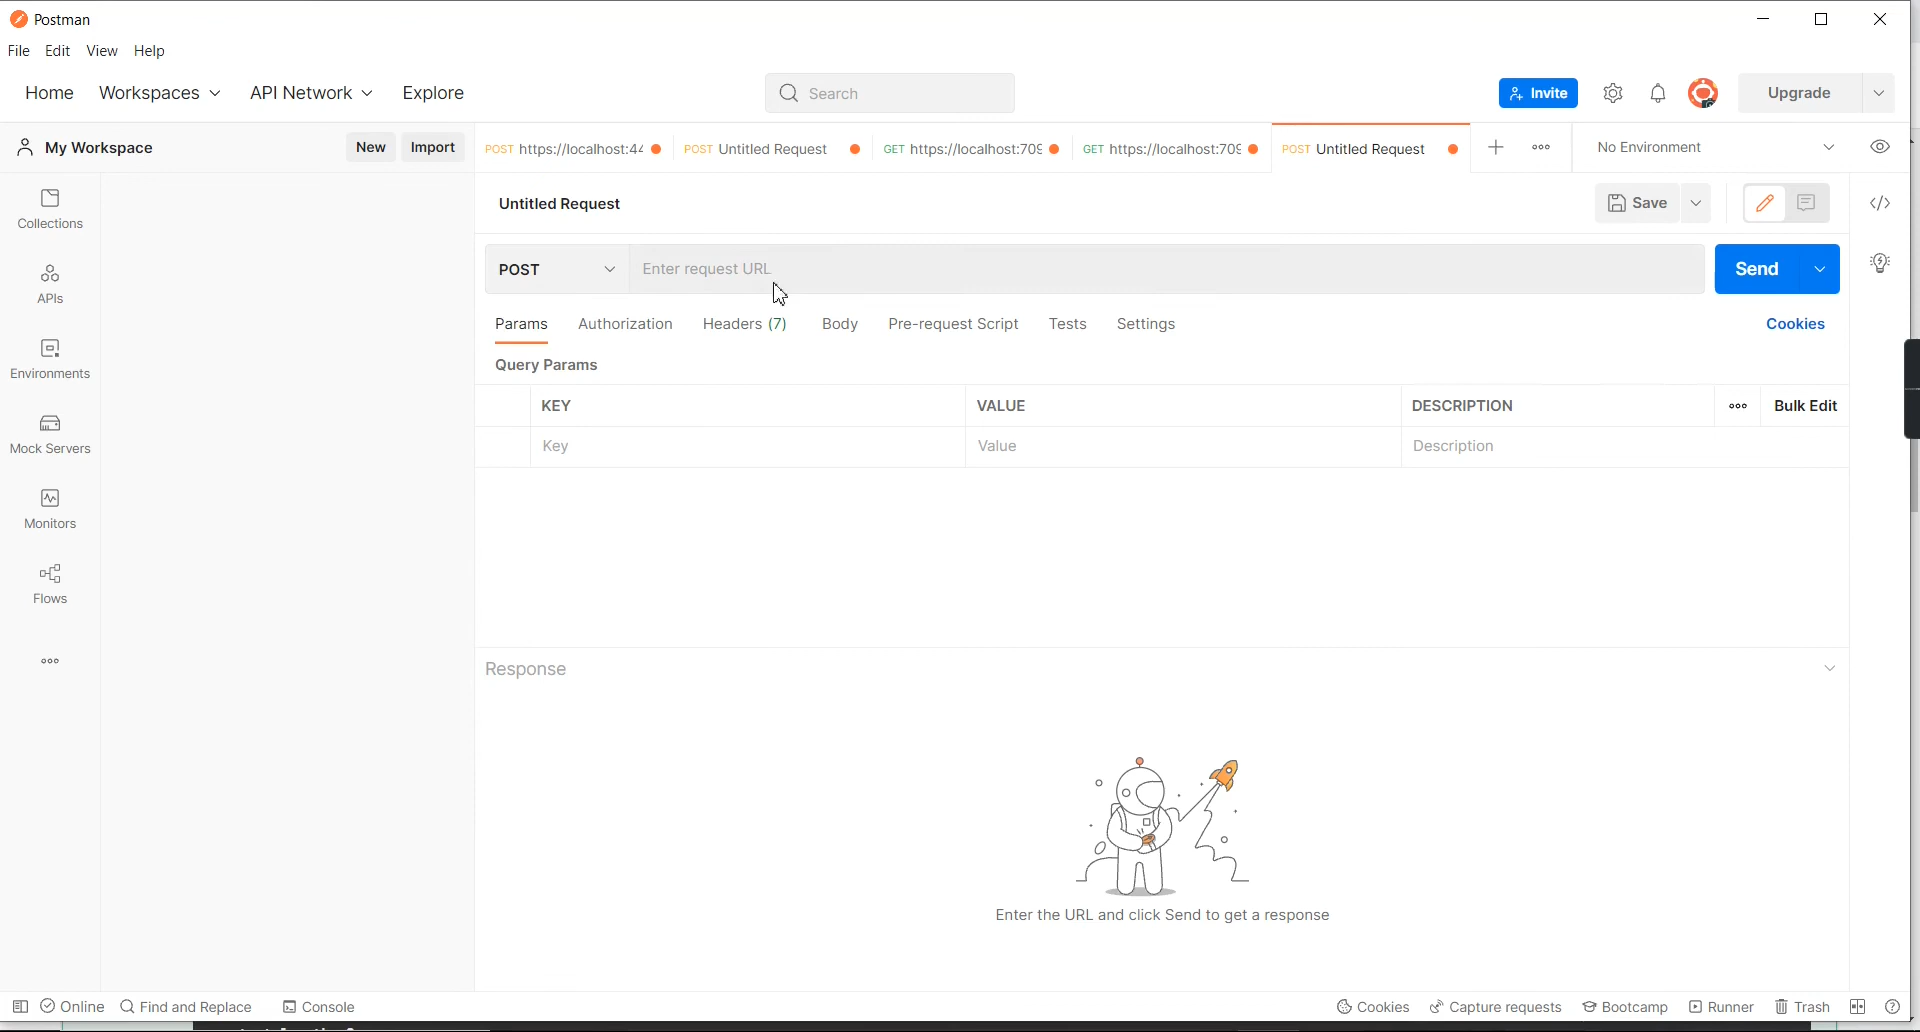 Postman
File Edit View Help
Home Workspaces API Network Explore Search Invite Upgrade
My Workspace New Import POST https://localhost:44 POST Untitled Request GET https://localhost:709 GET https://localhost:709 POST Untitled Request No Environment
Collections
APIs
Environments
Mock Servers
Monitors
Flows
Untitled Request Save
POST Enter request URL Send
Params Authorization Headers (7) Body Pre-request Script Tests Settings Cookies
Query Params
KEY VALUE DESCRIPTION Bulk Edit
Key Value Description
Response
Enter the URL and click Send to get a response
Online Find and Replace Console Cookies Capture requests Bootcamp Runner Trash